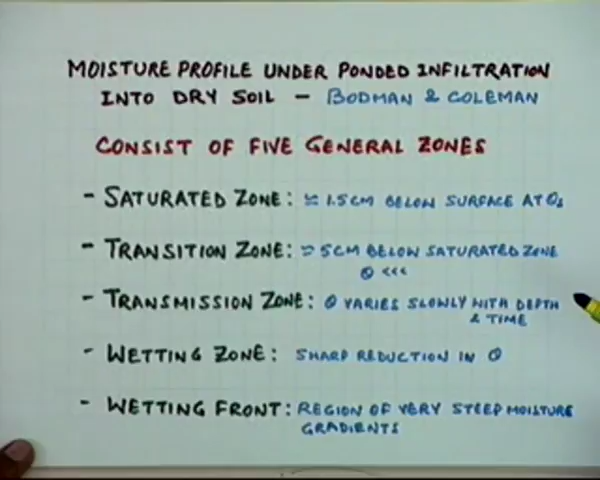 MOISTURE PROFILE UNDER PONDED INFILTRATION
INTO DRY SOIL - BODMAN & COLEMAN
CONSIST OF FIVE GENERAL ZONES
- SATURATED ZONE: ≃ 1.5CM BELOW SURFACE AT θs
- TRANSITION ZONE: ≃ 5CM BELOW SATURATED ZONE
θ <<<
- TRANSMISSION ZONE: θ VARIES SLOWLY WITH DEPTH
& TIME
- WETTING ZONE: SHARP REDUCTION IN θ
- WETTING FRONT: REGION OF VERY STEEP MOISTURE
GRADIENTS